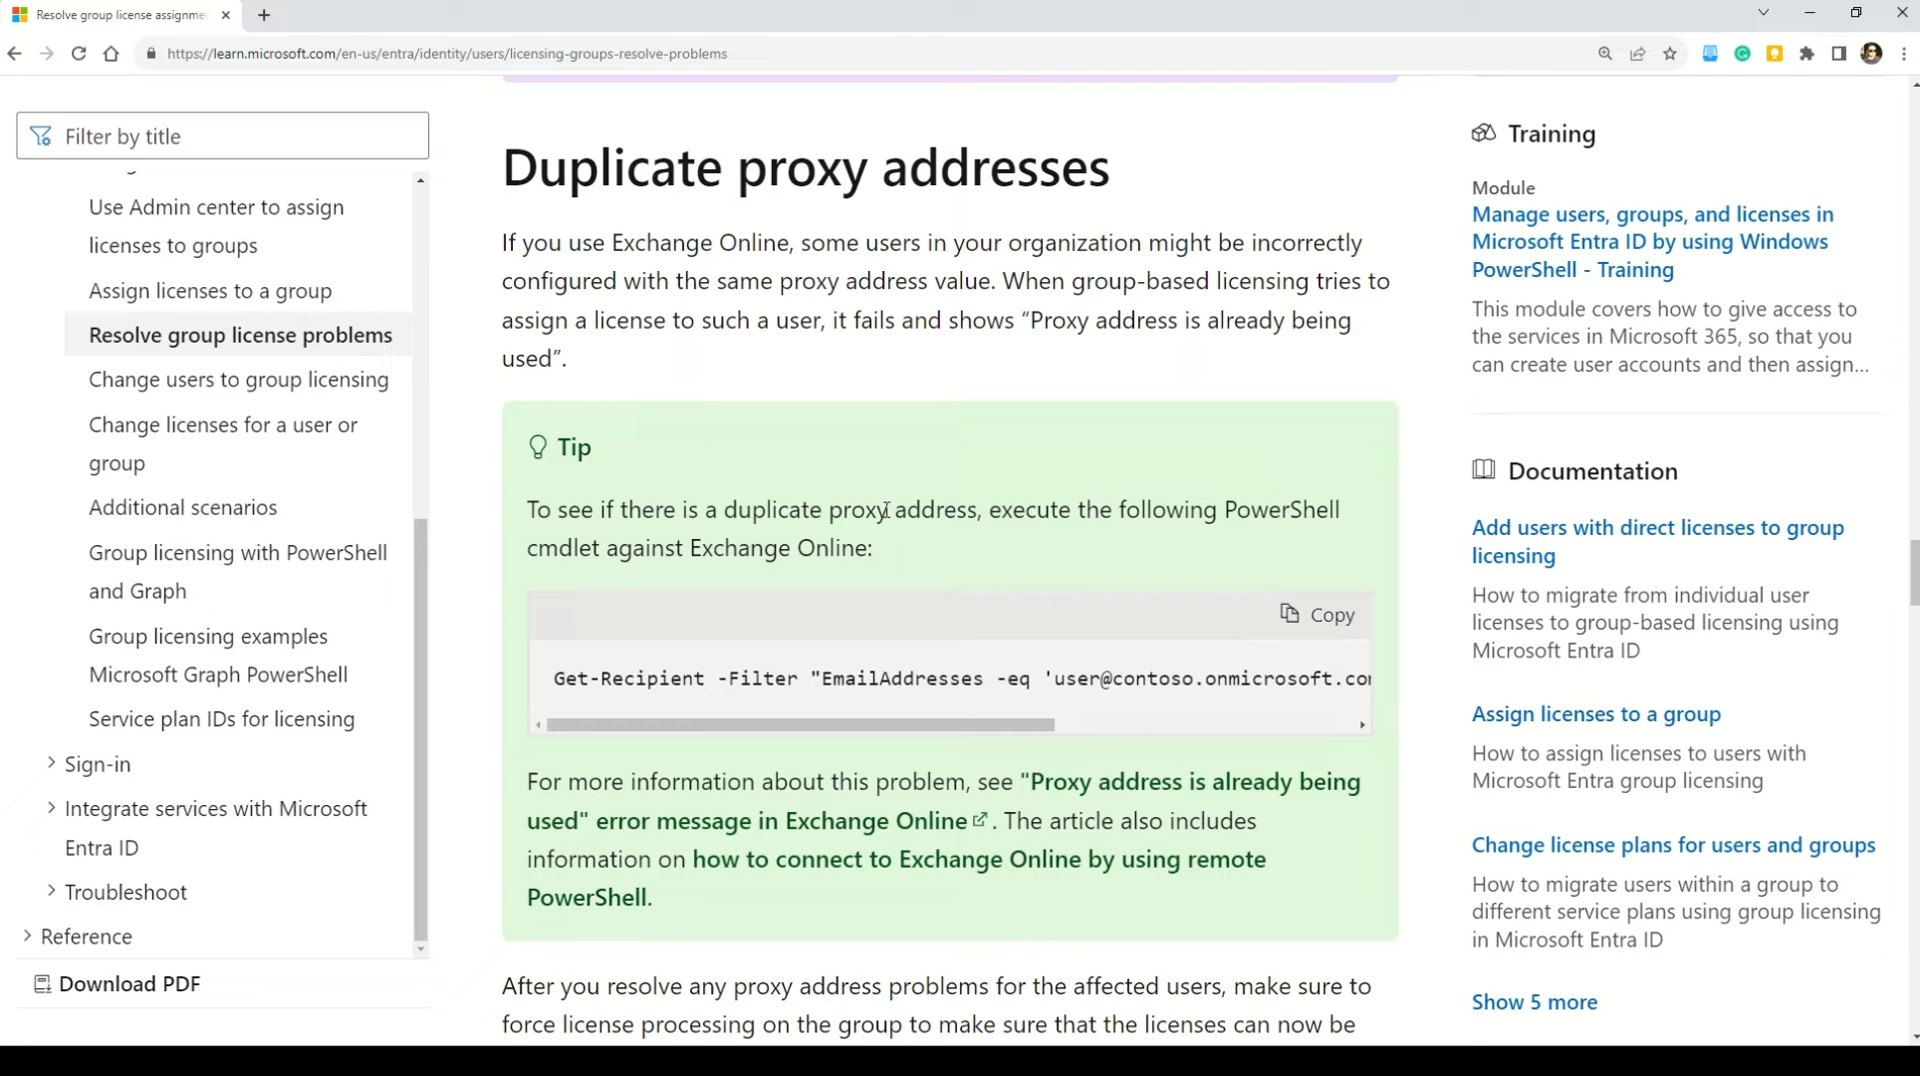 Resolve group license assignme
https://learn.microsoft.com/en-us/entra/identity/users/licensing-groups-resolve-problems
Filter by title
Use Admin center to assign
licenses to groups
Assign licenses to a group
Resolve group license problems
Change users to group licensing
Change licenses for a user or
group
Additional scenarios
Group licensing with PowerShell
and Graph
Group licensing examples
Microsoft Graph PowerShell
Service plan IDs for licensing
Sign-in
Integrate services with Microsoft
Entra ID
Troubleshoot
Reference
Download PDF
Duplicate proxy addresses
If you use Exchange Online, some users in your organization might be incorrectly
configured with the same proxy address value. When group-based licensing tries to
assign a license to such a user, it fails and shows “Proxy address is already being
used”.
Tip
To see if there is a duplicate proxy address, execute the following PowerShell
cmdlet against Exchange Online:
Copy
Get-Recipient -Filter "EmailAddresses -eq 'user@contoso.onmicrosoft.com
For more information about this problem, see "Proxy address is already being
used" error message in Exchange Online. The article also includes
information on how to connect to Exchange Online by using remote
PowerShell.
After you resolve any proxy address problems for the affected users, make sure to
force license processing on the group to make sure that the licenses can now be
Training
Module
Manage users, groups, and licenses in
Microsoft Entra ID by using Windows
PowerShell - Training
This module covers how to give access to
the services in Microsoft 365, so that you
can create user accounts and then assign...
Documentation
Add users with direct licenses to group
licensing
How to migrate from individual user
licenses to group-based licensing using
Microsoft Entra ID
Assign licenses to a group
How to assign licenses to users with
Microsoft Entra group licensing
Change license plans for users and groups
How to migrate users within a group to
different service plans using group licensing
in Microsoft Entra ID
Show 5 more